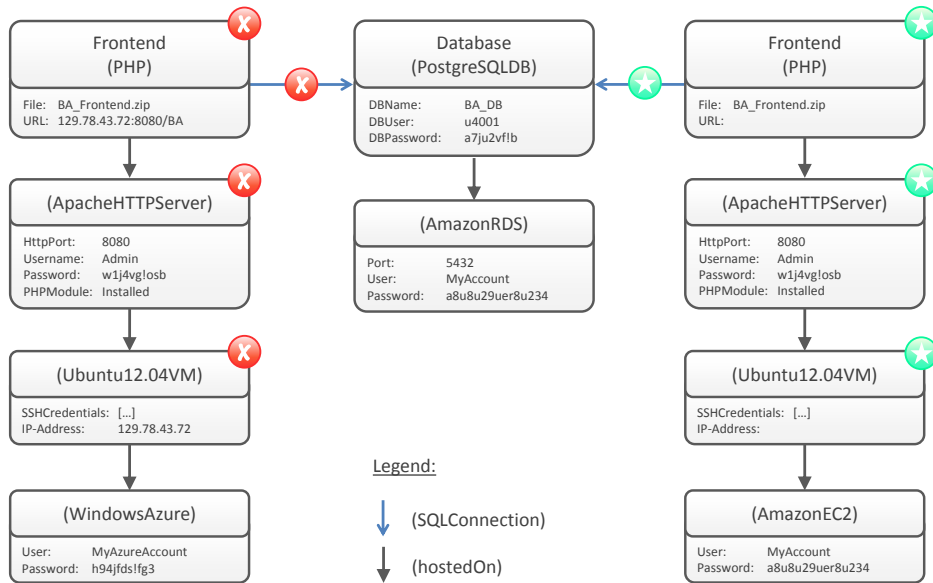 Frontend
(PHP)
File: BA_Frontend.zip
URL: 129.78.43.72:8080/BA
(ApacheHTTPServer)
HttpPort: 8080
Username: Admin
Password: w1j4vg!osb
PHPModule: Installed
(Ubuntu12.04VM)
SSHCredentials: [...]
IP-Address: 129.78.43.72
(WindowsAzure)
User: MyAzureAccount
Password: h94jfds!fg3
Database
(PostgreSQLDB)
DBName: BA_DB
DBUser: u4001
DBPassword: a7ju2vf!b
(AmazonRDS)
Port: 5432
User: MyAccount
Password: a8u8u29uer8u234
Legend:
(SQLConnection)
(hostedOn)
Frontend
(PHP)
File: BA_Frontend.zip
URL:
(ApacheHTTPServer)
HttpPort: 8080
Username: Admin
Password: w1j4vg!osb
PHPModule: Installed
(Ubuntu12.04VM)
SSHCredentials: [...]
IP-Address:
(AmazonEC2)
User: MyAccount
Password: a8u8u29uer8u234